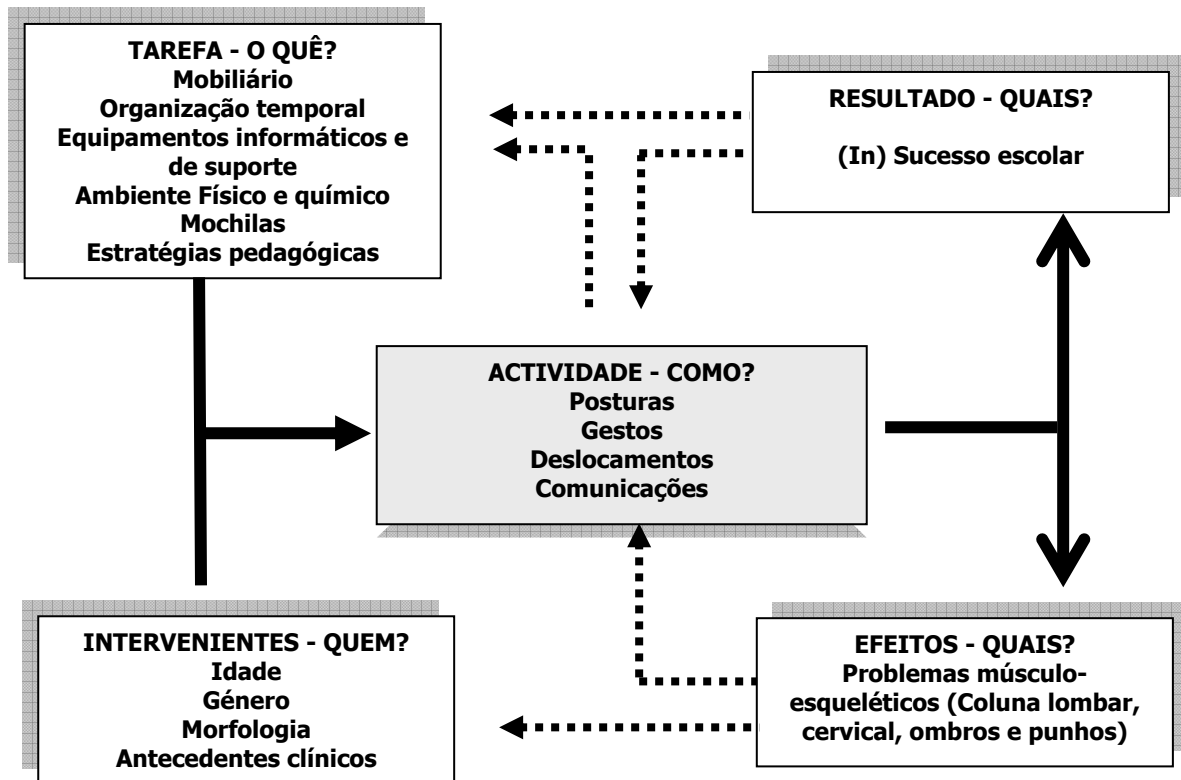 TAREFA - O QUÊ?
Mobiliário
Organização temporal
Equipamentos informáticos e
de suporte
Ambiente Físico e químico
Mochilas
Estratégias pedagógicas
RESULTADO - QUAIS?
(In) Sucesso escolar
ACTIVIDADE - COMO?
Posturas
Gestos
Deslocamentos
Comunicações
INTERVENIENTES - QUEM?
Idade
Género
Morfologia
Antecedentes clínicos
EFEITOS - QUAIS?
Problemas músculo-
esqueléticos (Coluna lombar,
cervical, ombros e punhos)